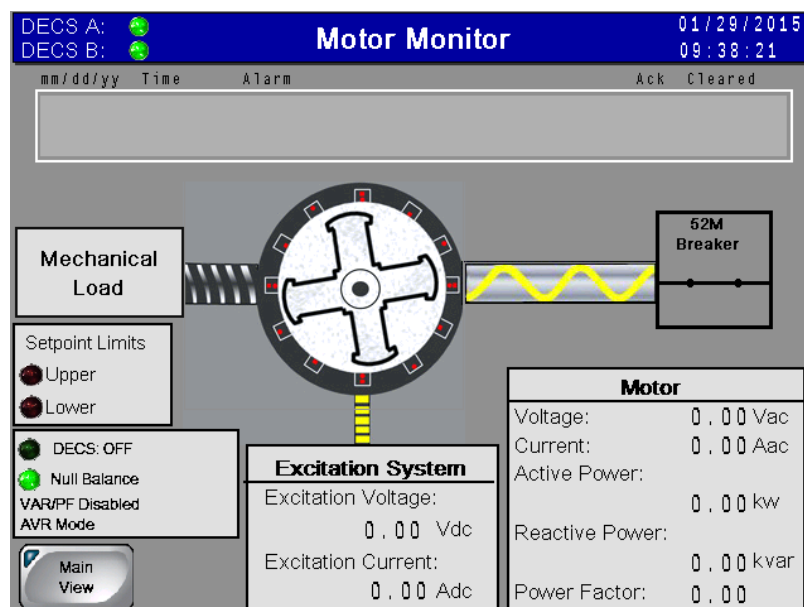 DECS A:
DECS B:
Motor Monitor
01/29/2015
09:38:21
mm/dd/yy Time Alarm Ack Cleared
Mechanical
Load
52M
Breaker
Setpoint Limits
Upper
Lower
DECS: OFF
Null Balance
VAR/PF Disabled
AVR Mode
Main
View
Excitation System
Excitation Voltage:
0.00 Vdc
Excitation Current:
0.00 Adc
Motor
Voltage: 0.00 Vac
Current: 0.00 Aac
Active Power:
0.00 kw
Reactive Power:
0.00 kvar
Power Factor: 0.00